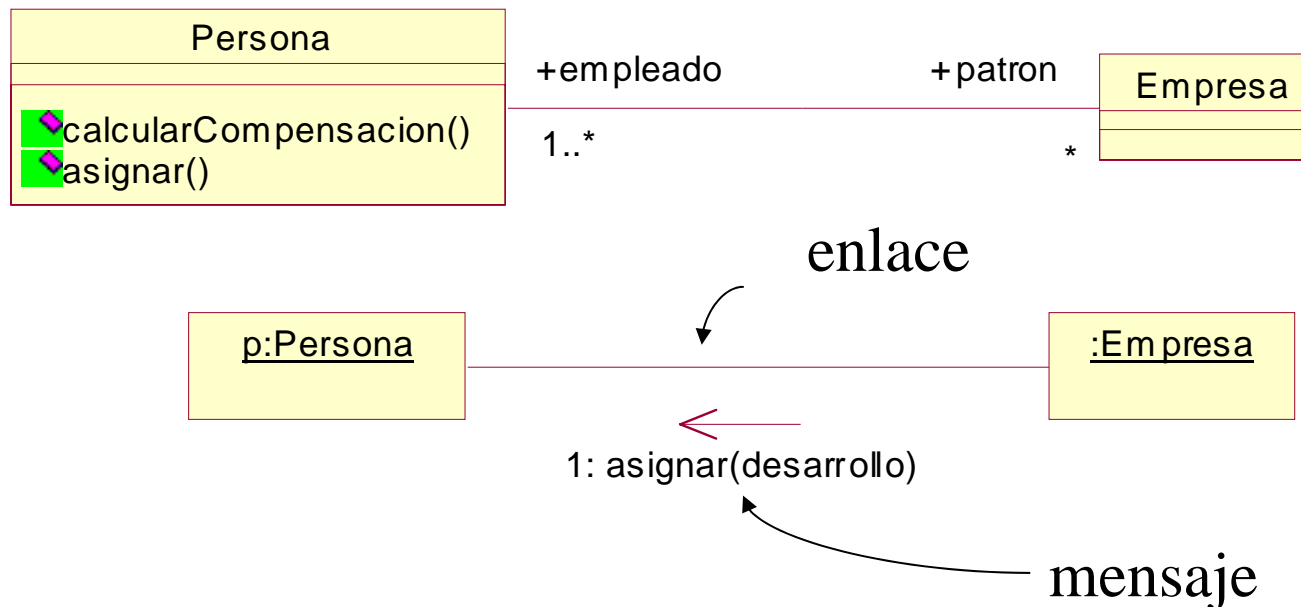 Persona
+empleado
+patron
Empresa
calcularCompensacion()
1..*
*
asignar()
enlace
p:Persona
:Empresa
1: asignar(desarrollo)
mensaje